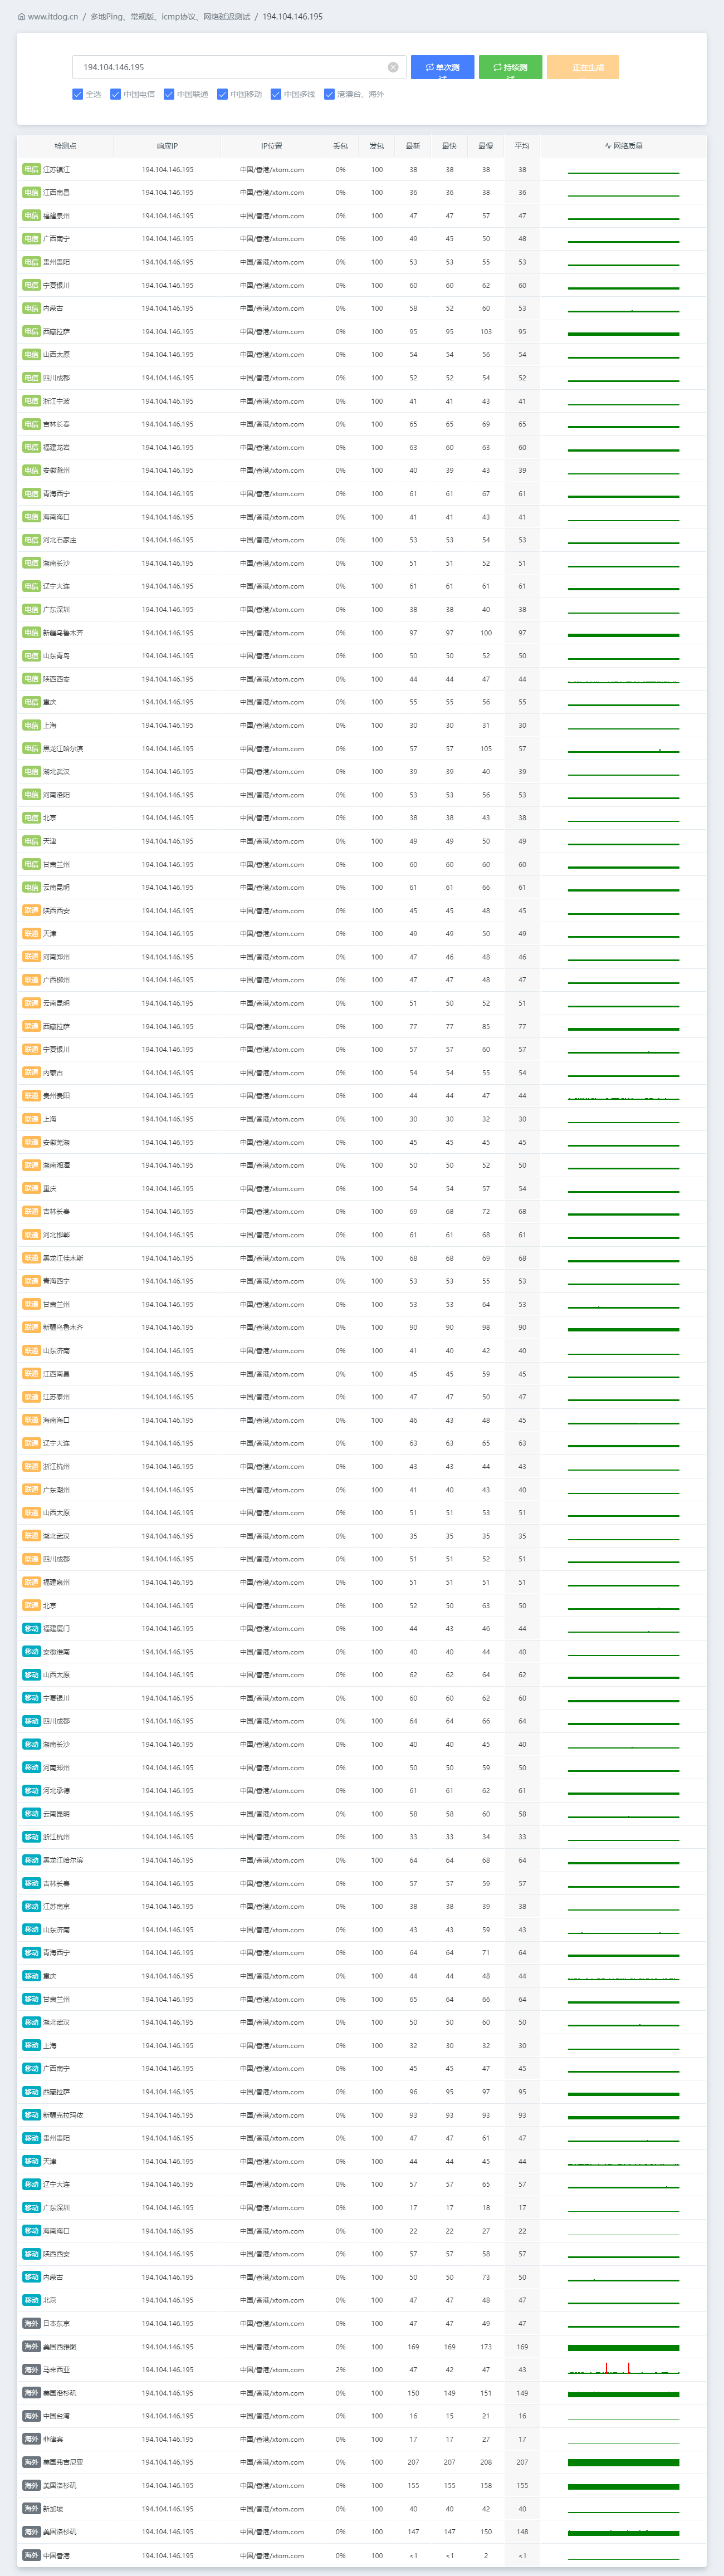 www.itdog.cn / 多地Ping、常规版、icmp协议、网络延迟测试 / 194.104.146.195
194.104.146.195 单次测试 持续测试 正在生成
全选 中国电信 中国联通 中国移动 中国多线 港澳台、海外
检测点 响应IP IP位置 丢包 发包 最新 最快 最慢 平均 网络质量
电信 江苏镇江 194.104.146.195 中国/香港/xtom.com 0% 100 38 38 38 38
电信 江西南昌 194.104.146.195 中国/香港/xtom.com 0% 100 36 36 38 36
电信 福建泉州 194.104.146.195 中国/香港/xtom.com 0% 100 47 47 57 47
电信 广西南宁 194.104.146.195 中国/香港/xtom.com 0% 100 49 45 50 48
电信 贵州贵阳 194.104.146.195 中国/香港/xtom.com 0% 100 53 53 55 53
电信 宁夏银川 194.104.146.195 中国/香港/xtom.com 0% 100 60 60 62 60
电信 内蒙古 194.104.146.195 中国/香港/xtom.com 0% 100 58 52 60 53
电信 西藏拉萨 194.104.146.195 中国/香港/xtom.com 0% 100 95 95 103 95
电信 山西太原 194.104.146.195 中国/香港/xtom.com 0% 100 54 54 56 54
电信 四川成都 194.104.146.195 中国/香港/xtom.com 0% 100 52 52 54 52
电信 浙江宁波 194.104.146.195 中国/香港/xtom.com 0% 100 41 41 43 41
电信 吉林长春 194.104.146.195 中国/香港/xtom.com 0% 100 65 65 69 65
电信 福建龙岩 194.104.146.195 中国/香港/xtom.com 0% 100 63 60 63 60
电信 安徽滁州 194.104.146.195 中国/香港/xtom.com 0% 100 40 39 43 39
电信 青海西宁 194.104.146.195 中国/香港/xtom.com 0% 100 61 61 67 61
电信 海南海口 194.104.146.195 中国/香港/xtom.com 0% 100 41 41 43 41
电信 河北石家庄 194.104.146.195 中国/香港/xtom.com 0% 100 53 53 54 53
电信 湖南长沙 194.104.146.195 中国/香港/xtom.com 0% 100 51 51 52 51
电信 辽宁大连 194.104.146.195 中国/香港/xtom.com 0% 100 61 61 61 61
电信 广东深圳 194.104.146.195 中国/香港/xtom.com 0% 100 38 38 40 38
电信 新疆乌鲁木齐 194.104.146.195 中国/香港/xtom.com 0% 100 97 97 100 97
电信 山东青岛 194.104.146.195 中国/香港/xtom.com 0% 100 50 50 52 50
电信 陕西西安 194.104.146.195 中国/香港/xtom.com 0% 100 44 44 47 44
电信 重庆 194.104.146.195 中国/香港/xtom.com 0% 100 55 55 56 55
电信 上海 194.104.146.195 中国/香港/xtom.com 0% 100 30 30 31 30
电信 黑龙江哈尔滨 194.104.146.195 中国/香港/xtom.com 0% 100 57 57 105 57
电信 湖北武汉 194.104.146.195 中国/香港/xtom.com 0% 100 39 39 40 39
电信 河南洛阳 194.104.146.195 中国/香港/xtom.com 0% 100 53 53 56 53
电信 北京 194.104.146.195 中国/香港/xtom.com 0% 100 38 38 43 38
电信 天津 194.104.146.195 中国/香港/xtom.com 0% 100 49 49 50 49
电信 甘肃兰州 194.104.146.195 中国/香港/xtom.com 0% 100 60 60 60 60
电信 云南昆明 194.104.146.195 中国/香港/xtom.com 0% 100 61 61 66 61
联通 陕西西安 194.104.146.195 中国/香港/xtom.com 0% 100 45 45 48 45
联通 天津 194.104.146.195 中国/香港/xtom.com 0% 100 49 49 50 49
联通 河南郑州 194.104.146.195 中国/香港/xtom.com 0% 100 47 46 48 46
联通 广西柳州 194.104.146.195 中国/香港/xtom.com 0% 100 47 47 48 47
联通 云南昆明 194.104.146.195 中国/香港/xtom.com 0% 100 51 50 52 51
联通 西藏拉萨 194.104.146.195 中国/香港/xtom.com 0% 100 77 77 85 77
联通 宁夏银川 194.104.146.195 中国/香港/xtom.com 0% 100 57 57 60 57
联通 内蒙古 194.104.146.195 中国/香港/xtom.com 0% 100 54 54 55 54
联通 贵州贵阳 194.104.146.195 中国/香港/xtom.com 0% 100 44 44 47 44
联通 上海 194.104.146.195 中国/香港/xtom.com 0% 100 30 30 32 30
联通 安徽芜湖 194.104.146.195 中国/香港/xtom.com 0% 100 45 45 45 45
联通 湖南湘潭 194.104.146.195 中国/香港/xtom.com 0% 100 50 50 52 50
联通 重庆 194.104.146.195 中国/香港/xtom.com 0% 100 54 54 57 54
联通 吉林长春 194.104.146.195 中国/香港/xtom.com 0% 100 69 68 72 68
联通 河北邯郸 194.104.146.195 中国/香港/xtom.com 0% 100 61 61 68 61
联通 黑龙江佳木斯 194.104.146.195 中国/香港/xtom.com 0% 100 68 68 69 68
联通 青海西宁 194.104.146.195 中国/香港/xtom.com 0% 100 53 53 55 53
联通 甘肃兰州 194.104.146.195 中国/香港/xtom.com 0% 100 53 53 64 53
联通 新疆乌鲁木齐 194.104.146.195 中国/香港/xtom.com 0% 100 90 90 98 90
联通 山东济南 194.104.146.195 中国/香港/xtom.com 0% 100 41 40 42 40
联通 江西南昌 194.104.146.195 中国/香港/xtom.com 0% 100 45 45 59 45
联通 江苏泰州 194.104.146.195 中国/香港/xtom.com 0% 100 47 47 50 47
联通 海南海口 194.104.146.195 中国/香港/xtom.com 0% 100 46 43 48 45
联通 辽宁大连 194.104.146.195 中国/香港/xtom.com 0% 100 63 63 65 63
联通 浙江杭州 194.104.146.195 中国/香港/xtom.com 0% 100 43 43 44 43
联通 广东潮州 194.104.146.195 中国/香港/xtom.com 0% 100 41 40 43 40
联通 山西太原 194.104.146.195 中国/香港/xtom.com 0% 100 51 51 53 51
联通 湖北武汉 194.104.146.195 中国/香港/xtom.com 0% 100 35 35 35 35
联通 四川成都 194.104.146.195 中国/香港/xtom.com 0% 100 51 51 52 51
联通 福建泉州 194.104.146.195 中国/香港/xtom.com 0% 100 51 51 51 51
联通 北京 194.104.146.195 中国/香港/xtom.com 0% 100 52 50 63 50
移动 福建厦门 194.104.146.195 中国/香港/xtom.com 0% 100 44 43 46 44
移动 安徽淮南 194.104.146.195 中国/香港/xtom.com 0% 100 40 40 44 40
移动 山西太原 194.104.146.195 中国/香港/xtom.com 0% 100 62 62 64 62
移动 宁夏银川 194.104.146.195 中国/香港/xtom.com 0% 100 60 60 62 60
移动 四川成都 194.104.146.195 中国/香港/xtom.com 0% 100 64 64 66 64
移动 湖南长沙 194.104.146.195 中国/香港/xtom.com 0% 100 40 40 45 40
移动 河南郑州 194.104.146.195 中国/香港/xtom.com 0% 100 50 50 59 50
移动 河北承德 194.104.146.195 中国/香港/xtom.com 0% 100 61 61 62 61
移动 云南昆明 194.104.146.195 中国/香港/xtom.com 0% 100 58 58 60 58
移动 浙江杭州 194.104.146.195 中国/香港/xtom.com 0% 100 33 33 34 33
移动 黑龙江哈尔滨 194.104.146.195 中国/香港/xtom.com 0% 100 64 64 68 64
移动 吉林长春 194.104.146.195 中国/香港/xtom.com 0% 100 57 57 59 57
移动 江苏南京 194.104.146.195 中国/香港/xtom.com 0% 100 38 38 39 38
移动 山东济南 194.104.146.195 中国/香港/xtom.com 0% 100 43 43 59 43
移动 青海西宁 194.104.146.195 中国/香港/xtom.com 0% 100 64 64 71 64
移动 重庆 194.104.146.195 中国/香港/xtom.com 0% 100 44 44 48 44
移动 甘肃兰州 194.104.146.195 中国/香港/xtom.com 0% 100 65 64 66 64
移动 湖北武汉 194.104.146.195 中国/香港/xtom.com 0% 100 50 50 60 50
移动 上海 194.104.146.195 中国/香港/xtom.com 0% 100 32 30 32 30
移动 广西南宁 194.104.146.195 中国/香港/xtom.com 0% 100 45 45 47 45
移动 西藏拉萨 194.104.146.195 中国/香港/xtom.com 0% 100 96 95 97 95
移动 新疆克拉玛依 194.104.146.195 中国/香港/xtom.com 0% 100 93 93 93 93
移动 贵州贵阳 194.104.146.195 中国/香港/xtom.com 0% 100 47 47 61 47
移动 天津 194.104.146.195 中国/香港/xtom.com 0% 100 44 44 45 44
移动 辽宁大连 194.104.146.195 中国/香港/xtom.com 0% 100 57 57 65 57
移动 广东深圳 194.104.146.195 中国/香港/xtom.com 0% 100 17 17 18 17
移动 海南海口 194.104.146.195 中国/香港/xtom.com 0% 100 22 22 27 22
移动 陕西西安 194.104.146.195 中国/香港/xtom.com 0% 100 57 57 58 57
移动 内蒙古 194.104.146.195 中国/香港/xtom.com 0% 100 50 50 73 50
移动 北京 194.104.146.195 中国/香港/xtom.com 0% 100 47 47 48 47
海外 日本东京 194.104.146.195 中国/香港/xtom.com 0% 100 47 47 49 47
海外 美国西雅图 194.104.146.195 中国/香港/xtom.com 0% 100 169 169 173 169
海外 马来西亚 194.104.146.195 中国/香港/xtom.com 2% 100 47 42 47 43
海外 美国洛杉矶 194.104.146.195 中国/香港/xtom.com 0% 100 150 149 151 149
海外 中国台湾 194.104.146.195 中国/香港/xtom.com 0% 100 16 15 21 16
海外 菲律宾 194.104.146.195 中国/香港/xtom.com 0% 100 17 17 27 17
海外 美国弗吉尼亚 194.104.146.195 中国/香港/xtom.com 0% 100 207 207 208 207
海外 美国洛杉矶 194.104.146.195 中国/香港/xtom.com 0% 100 155 155 158 155
海外 新加坡 194.104.146.195 中国/香港/xtom.com 0% 100 40 40 42 40
海外 美国洛杉矶 194.104.146.195 中国/香港/xtom.com 0% 100 147 147 150 148
海外 中国香港 194.104.146.195 中国/香港/xtom.com 0% 100 <1 <1 2 <1